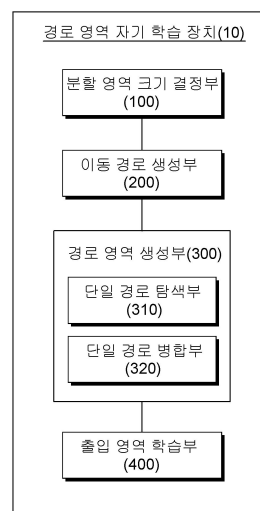 경로 영역 자기 학습 장치(10)
분할 영역 크기 결정부
(100)
이동 경로 생성부
(200)
경로 영역 생성부(300)
단일 경로 탐색부
(310)
단일 경로 병합부
(320)
출입 영역 학습부
(400)